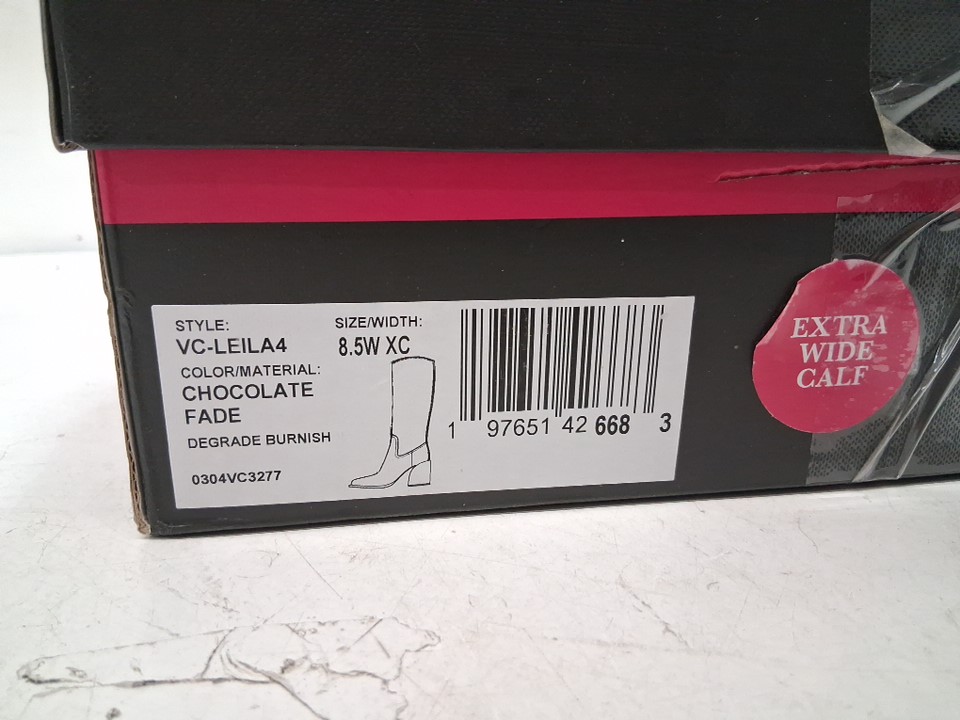 STYLE:
VC-LEILA4
SIZE/WIDTH:
8.5W XC
COLOR/MATERIAL:
CHOCOLATE
FADE
DEGRADE BURNISH
0304VC3277
1 97651 42 668 3
EXTRA
WIDE
CALF